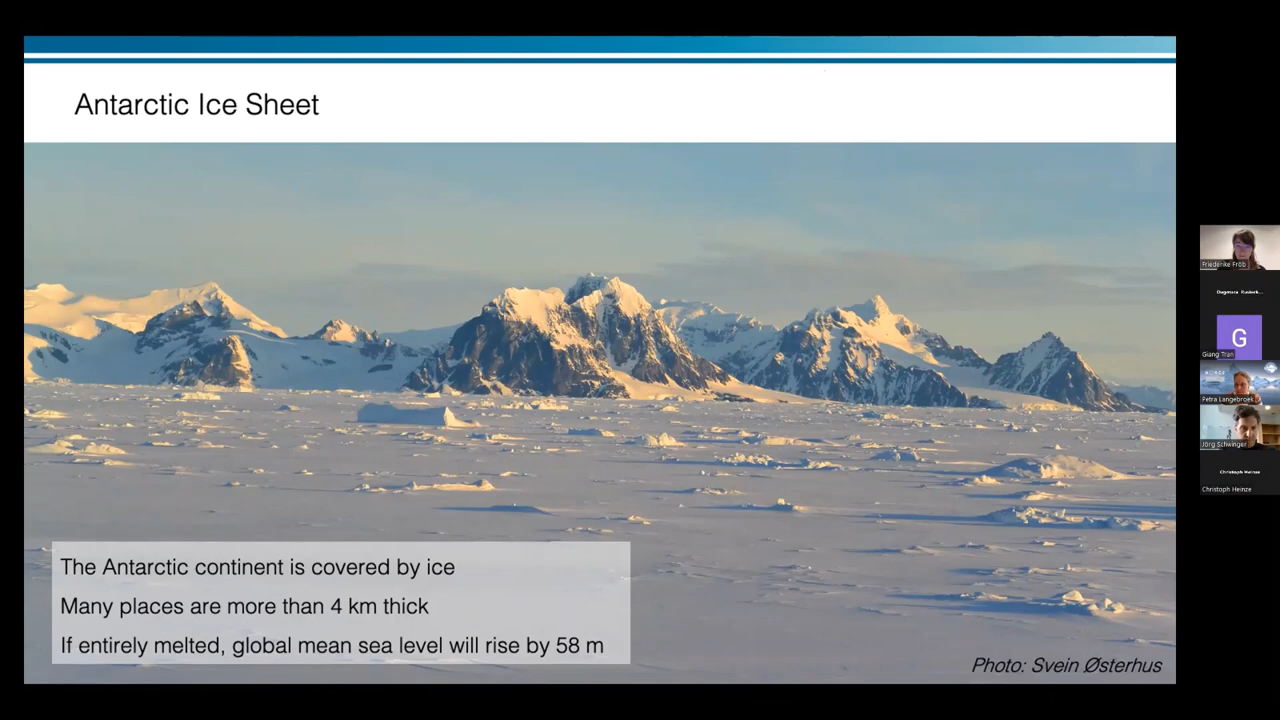 Antarctic Ice Sheet
The Antarctic continent is covered by ice
Many places are more than 4 km thick
If entirely melted, global mean sea level will rise by 58 m
Photo: Svein Østerhus
Friederike Fröb
G
Giang Tran
Petra Langebroek
Jörg Schwinger
Christoph Heinze
Christoph Heinze